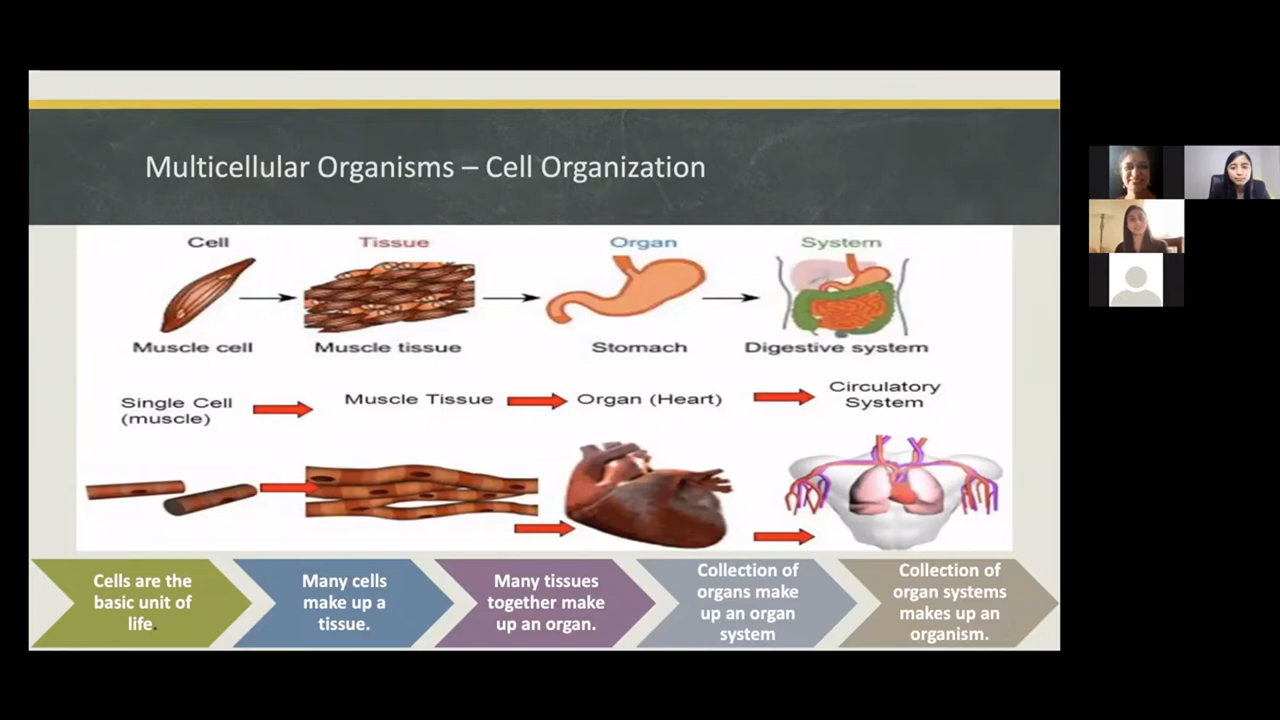 Multicellular Organisms – Cell Organization
Cell
Tissue
Organ
System
Muscle cell
Muscle tissue
Stomach
Digestive system
Single Cell
(muscle)
Muscle Tissue
Organ (Heart)
Circulatory
System
Cells are the
basic unit of
life.
Many cells
make up a
tissue.
Many tissues
together make
up an organ.
Collection of
organs make
up an organ
system
Collection of
organ systems
makes up an
organism.